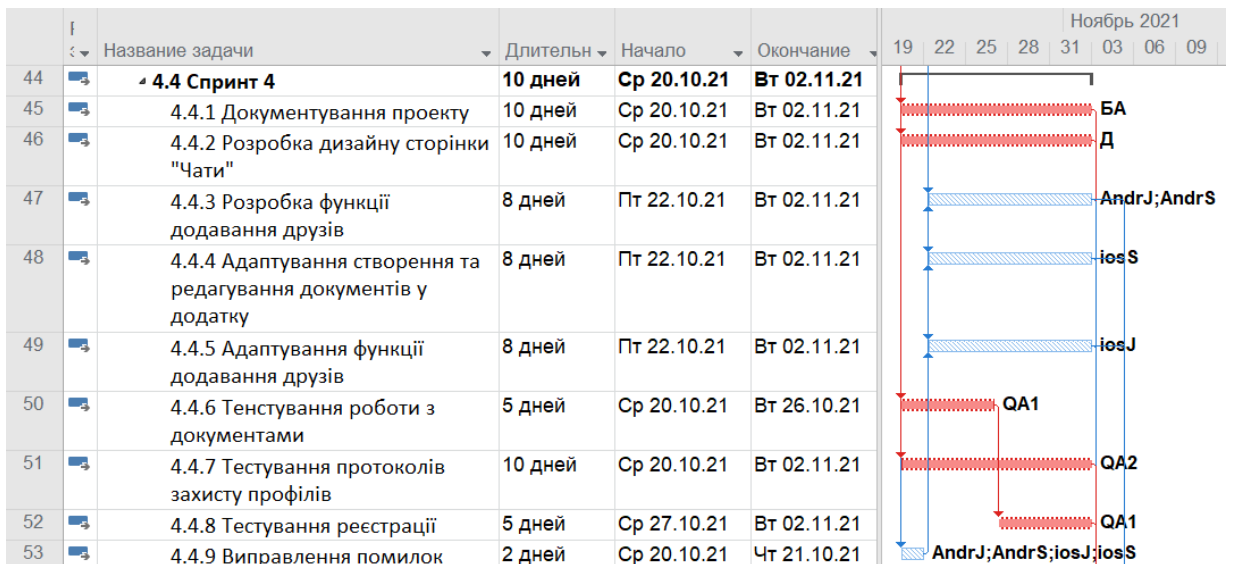 Ноябрь 2021
Название задачи Длительн Начало Окончание 19 22 25 28 31 03 06 09
44 4.4 Спринт 4 10 дней Ср 20.10.21 Вт 02.11.21
45 4.4.1 Документування проекту 10 дней Ср 20.10.21 Вт 02.11.21 БА
46 4.4.2 Розробка дизайну сторінки 10 дней Ср 20.10.21 Вт 02.11.21 Д
"Чати"
47 4.4.3 Розробка функції 8 дней Пт 22.10.21 Вт 02.11.21 AndrJ;AndrS
додавання друзів
48 4.4.4 Адаптування створення та 8 дней Пт 22.10.21 Вт 02.11.21 iosS
редагування документів у
додатку
49 4.4.5 Адаптування функції 8 дней Пт 22.10.21 Вт 02.11.21 iosJ
додавання друзів
50 4.4.6 Тенстування роботи з 5 дней Ср 20.10.21 Вт 26.10.21 QA1
документами
51 4.4.7 Тестування протоколів 10 дней Ср 20.10.21 Вт 02.11.21 QA2
захисту профілів
52 4.4.8 Тестування реєстрації 5 дней Ср 27.10.21 Вт 02.11.21 QA1
53 4.4.9 Виправлення помилок 2 дней Ср 20.10.21 Чт 21.10.21 AndrJ;AndrS;iosJ;iosS